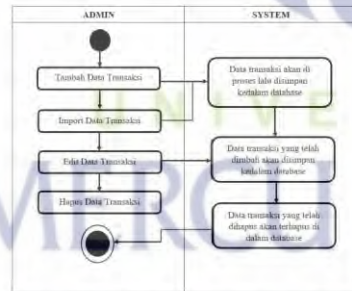 ADMIN
SYSTEM
Tambah Data Transaksi
Data transaksi akan di
proses lalu disimpan
kedalam database
Import Data Transaksi
Edit Data Transaksi
Data transaksi yang telah
diubah akan disimpan
kedalam database
Hapus Data Transaksi
Data transaksi yang telah
dihapus akan terhapus di
dalam database
UNIVE
MERCU